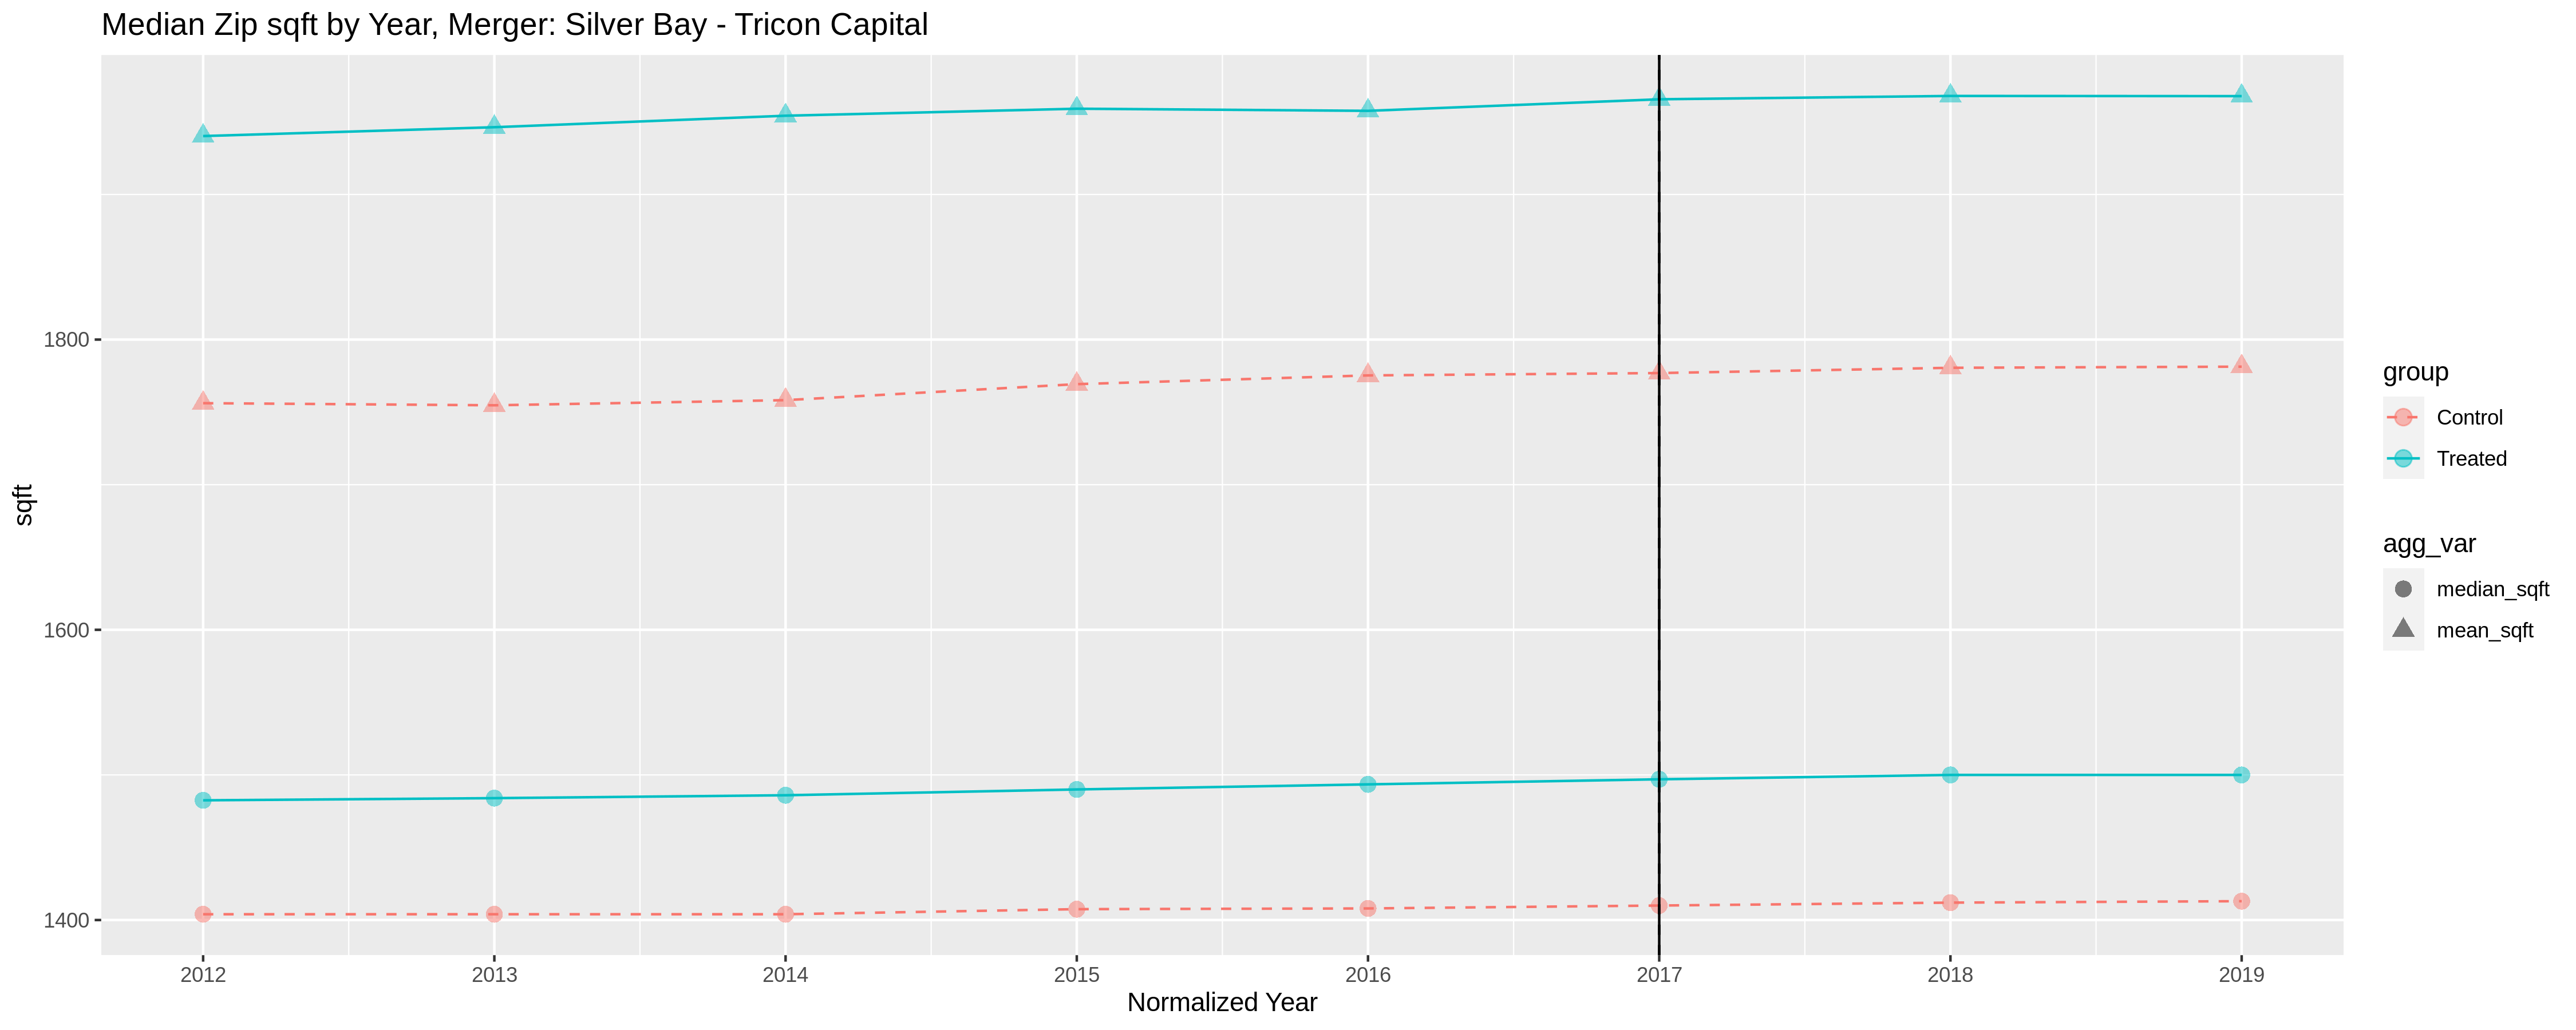 Median Zip sqft by Year, Merger: Silver Bay - Tricon Capital
sqft
1800
1600
1400
2012 2013 2014 2015 2016 2017 2018 2019
Normalized Year
group
Control
Treated
agg_var
median_sqft
mean_sqft